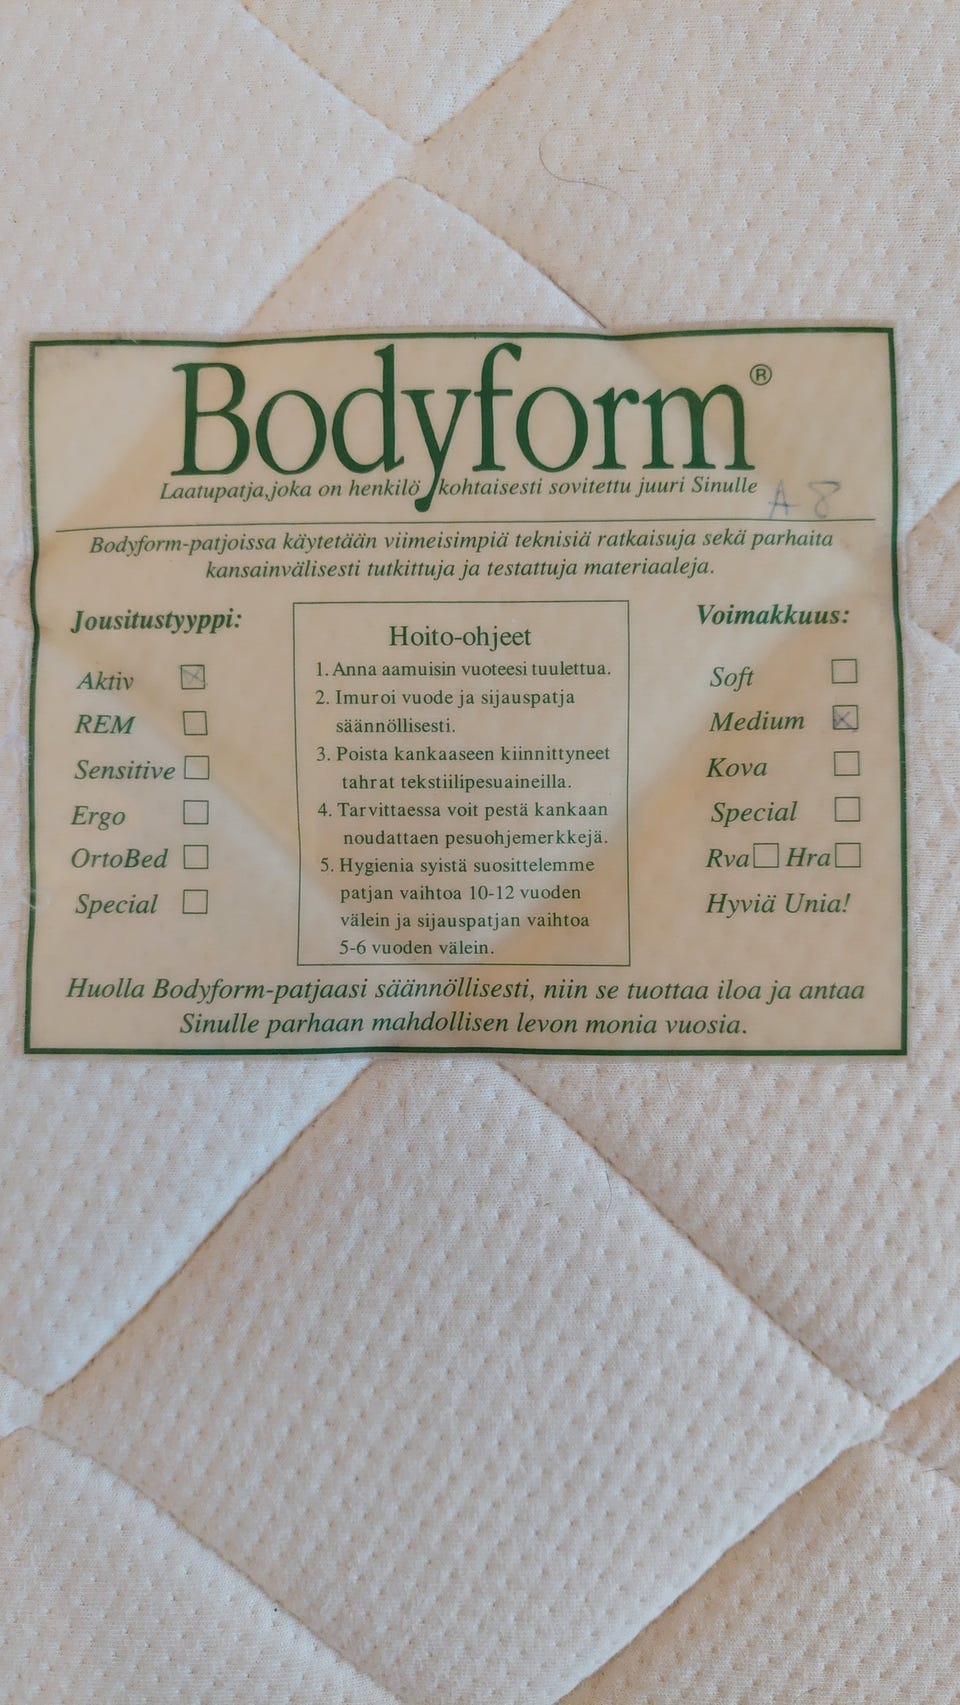 Bodyform®
Laatupatja,joka on henkilö kohtaisesti sovitettu juuri Sinulle
A 8
Bodyform-patjoissa käytetään viimeisimpiä teknisiä ratkaisuja sekä parhaita
kansainvälisesti tutkittuja ja testattuja materiaaleja.
Jousitustyyppi:
Aktiv ☒
REM ☐
Sensitive ☐
Ergo ☐
OrtoBed ☐
Special ☐
Hoito-ohjeet
1. Anna aamuisin vuoteesi tuulettua.
2. Imuroi vuode ja sijauspatja
säännöllisesti.
3. Poista kankaaseen kiinnittyneet
tahrat tekstiilipesuaineilla.
4. Tarvittaessa voit pestä kankaan
noudattaen pesuohjemerkkejä.
5. Hygienia syistä suosittelemme
patjan vaihtoa 10-12 vuoden
välein ja sijauspatjan vaihtoa
5-6 vuoden välein.
Voimakkuus:
Soft ☐
Medium ☒
Kova ☐
Special ☐
Rva ☐ Hra ☐
Hyviä Unia!
Huolla Bodyform-patjaasi säännöllisesti, niin se tuottaa iloa ja antaa
Sinulle parhaan mahdollisen levon monia vuosia.